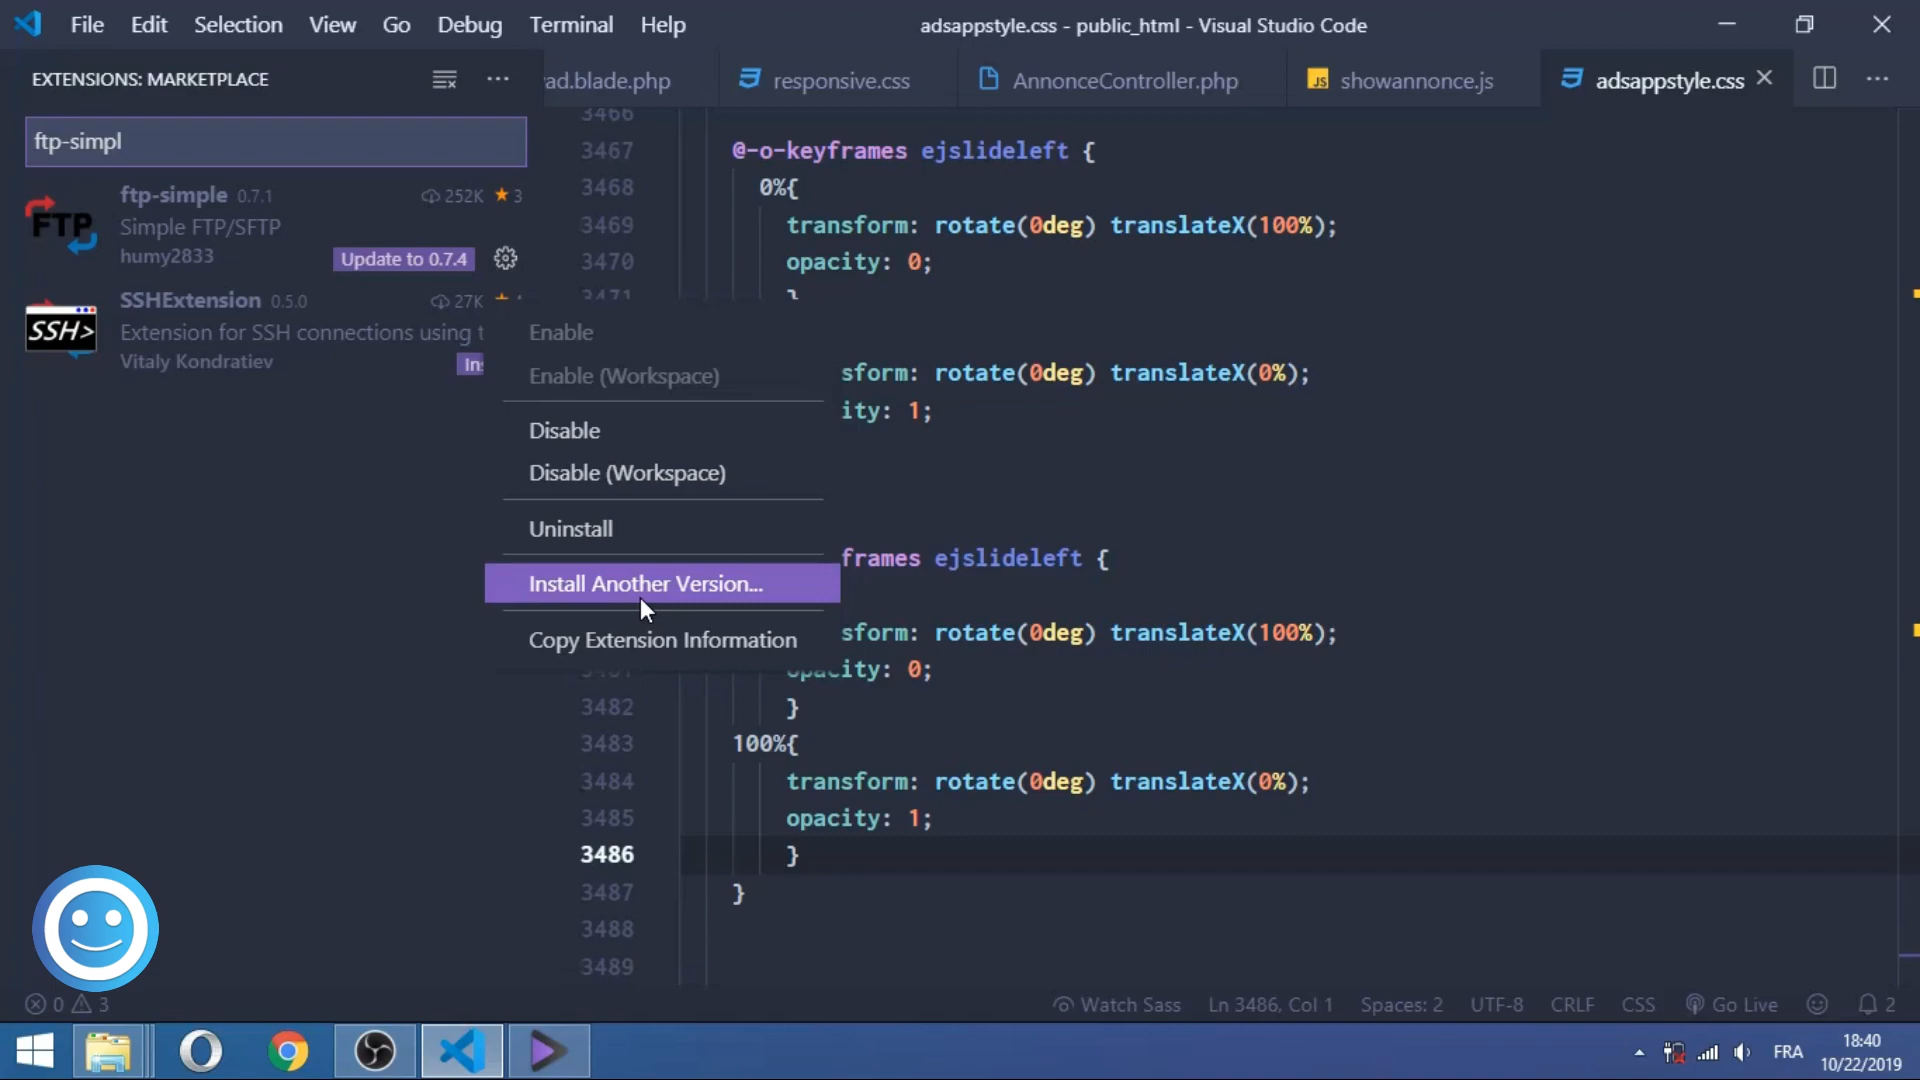 File Edit Selection View Go Debug Terminal Help
adsappstyle.css - public_html - Visual Studio Code
EXTENSIONS: MARKETPLACE
ad.blade.php
responsive.css
AnnonceController.php
JS showannonce.js
adsappstyle.css
ftp-simpl
FTP
ftp-simple 0.7.1 252K 3
Simple FTP/SFTP
humy2833 Update to 0.7.4
SSH>
SSHExtension 0.5.0 27K
Extension for SSH connections using t
Vitaly Kondratiev
Enable
Enable (Workspace)
Disable
Disable (Workspace)
Uninstall
Install Another Version...
Copy Extension Information
3466
3467 @-o-keyframes ejslideleft {
3468 0%{
3469 transform: rotate(0deg) translateX(100%);
3470 opacity: 0;
3471 }
sform: rotate(0deg) translateX(0%);
ity: 1;
frames ejslideleft {
sform: rotate(0deg) translateX(100%);
opacity: 0;
3482 }
3483 100%{
3484 transform: rotate(0deg) translateX(0%);
3485 opacity: 1;
3486 }
3487 }
3488
3489
0 3
Watch Sass Ln 3486, Col 1 Spaces: 2 UTF-8 CRLF CSS Go Live 2
FRA
18:40
10/22/2019